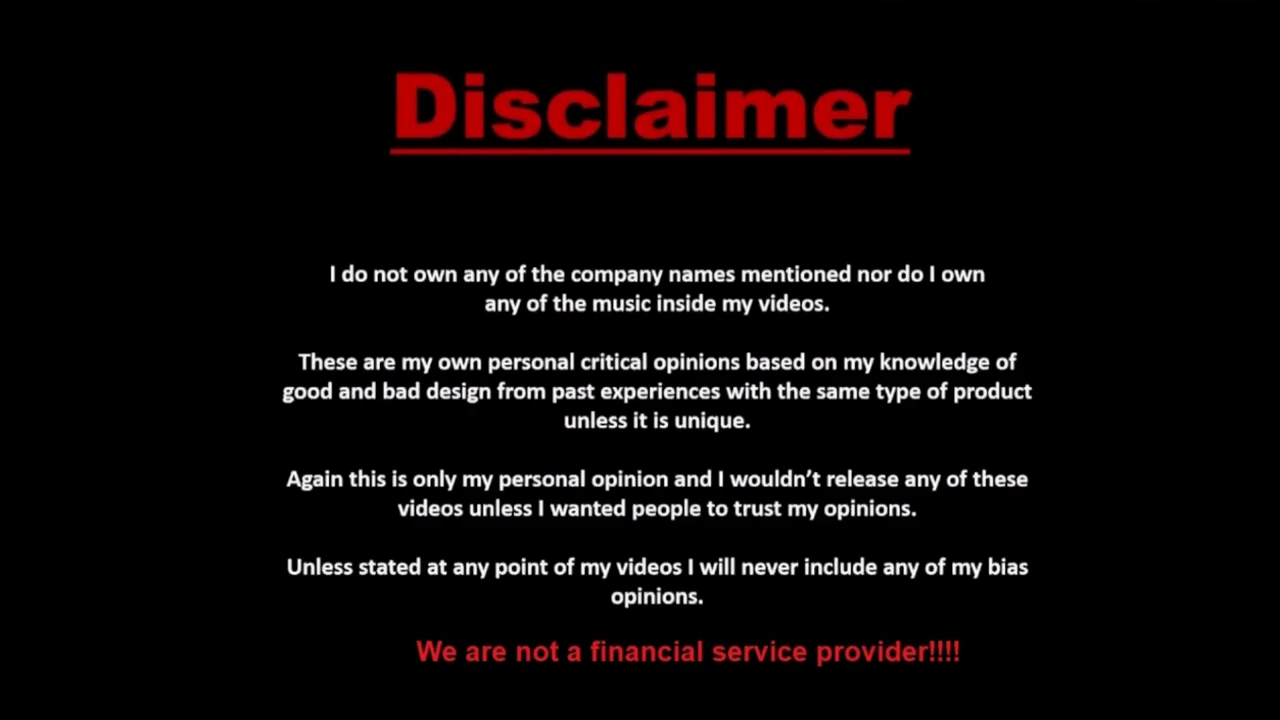 Disclaimer
I do not own any of the company names mentioned nor do I own
any of the music inside my videos.
These are my own personal critical opinions based on my knowledge of
good and bad design from past experiences with the same type of product
unless it is unique.
Again this is only my personal opinion and I wouldn’t release any of these
videos unless I wanted people to trust my opinions.
Unless stated at any point of my videos I will never include any of my bias
opinions.
We are not a financial service provider!!!!